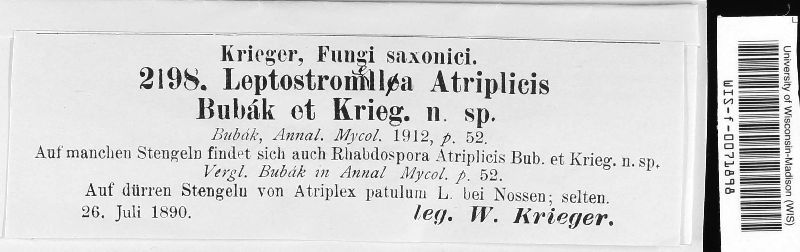 Krieger, Fungi saxonici.
2198. Leptostromella Atriplicis
Bubák et Krieg. n. sp.
Bubák, Annal. Mycol. 1912, p. 52.
Auf manchen Stengeln findet sich auch Rhabdospora Atriplicis Bub. et Krieg. n. sp.
Vergl. Bubák in Annal Mycol. p. 52.
Auf dürren Stengeln von Atriplex patulum L. bei Nossen; selten.
26. Juli 1890. leg. W. Krieger.
University of Wisconsin-Madison (WIS)
WIS-f-0071898